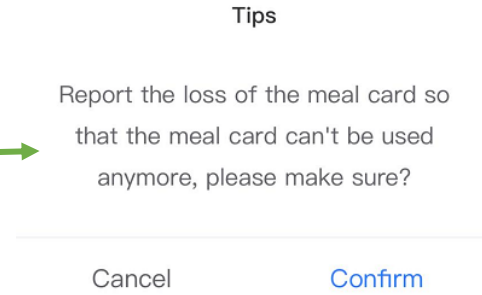 Tips
Report the loss of the meal card so
that the meal card can't be used
anymore, please make sure?
Cancel Confirm